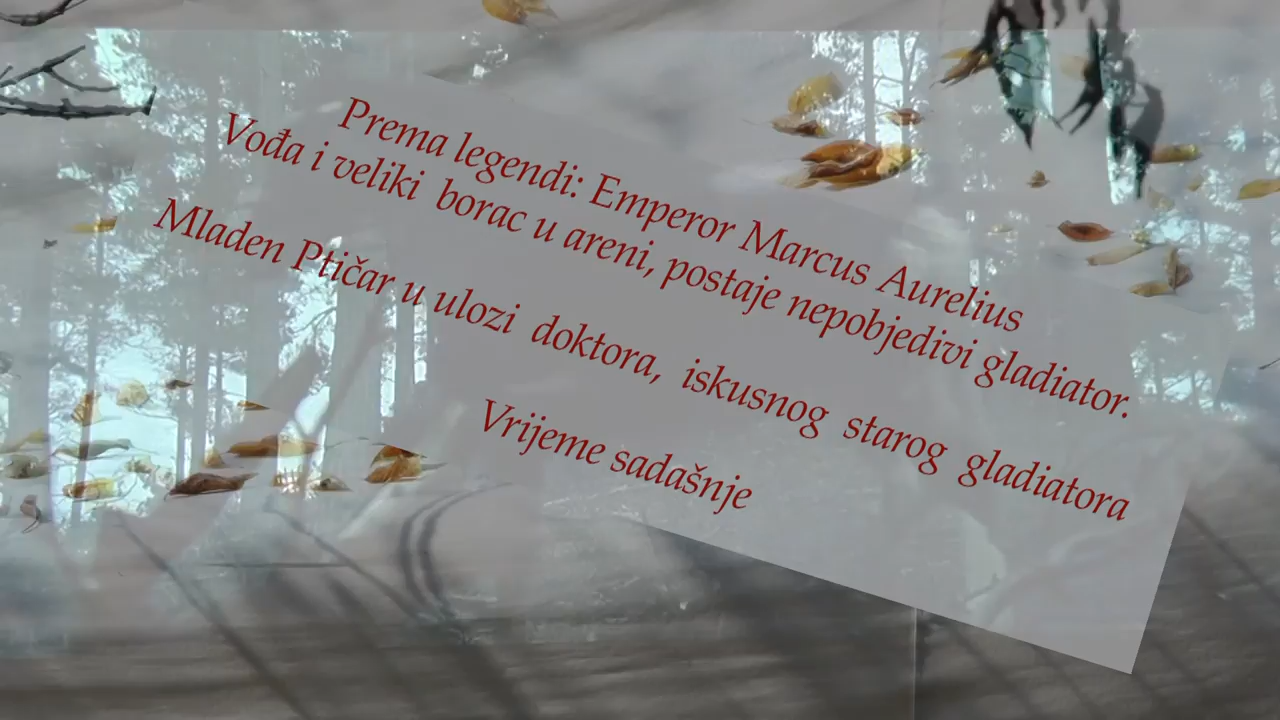 Prema legendi: Emperor Marcus Aurelius
Vođa i veliki borac u areni, postaje nepobjedivi gladiator.
Mladen Ptičar u ulozi doktora, iskusnog starog gladiatora
Vrijeme sadašnje